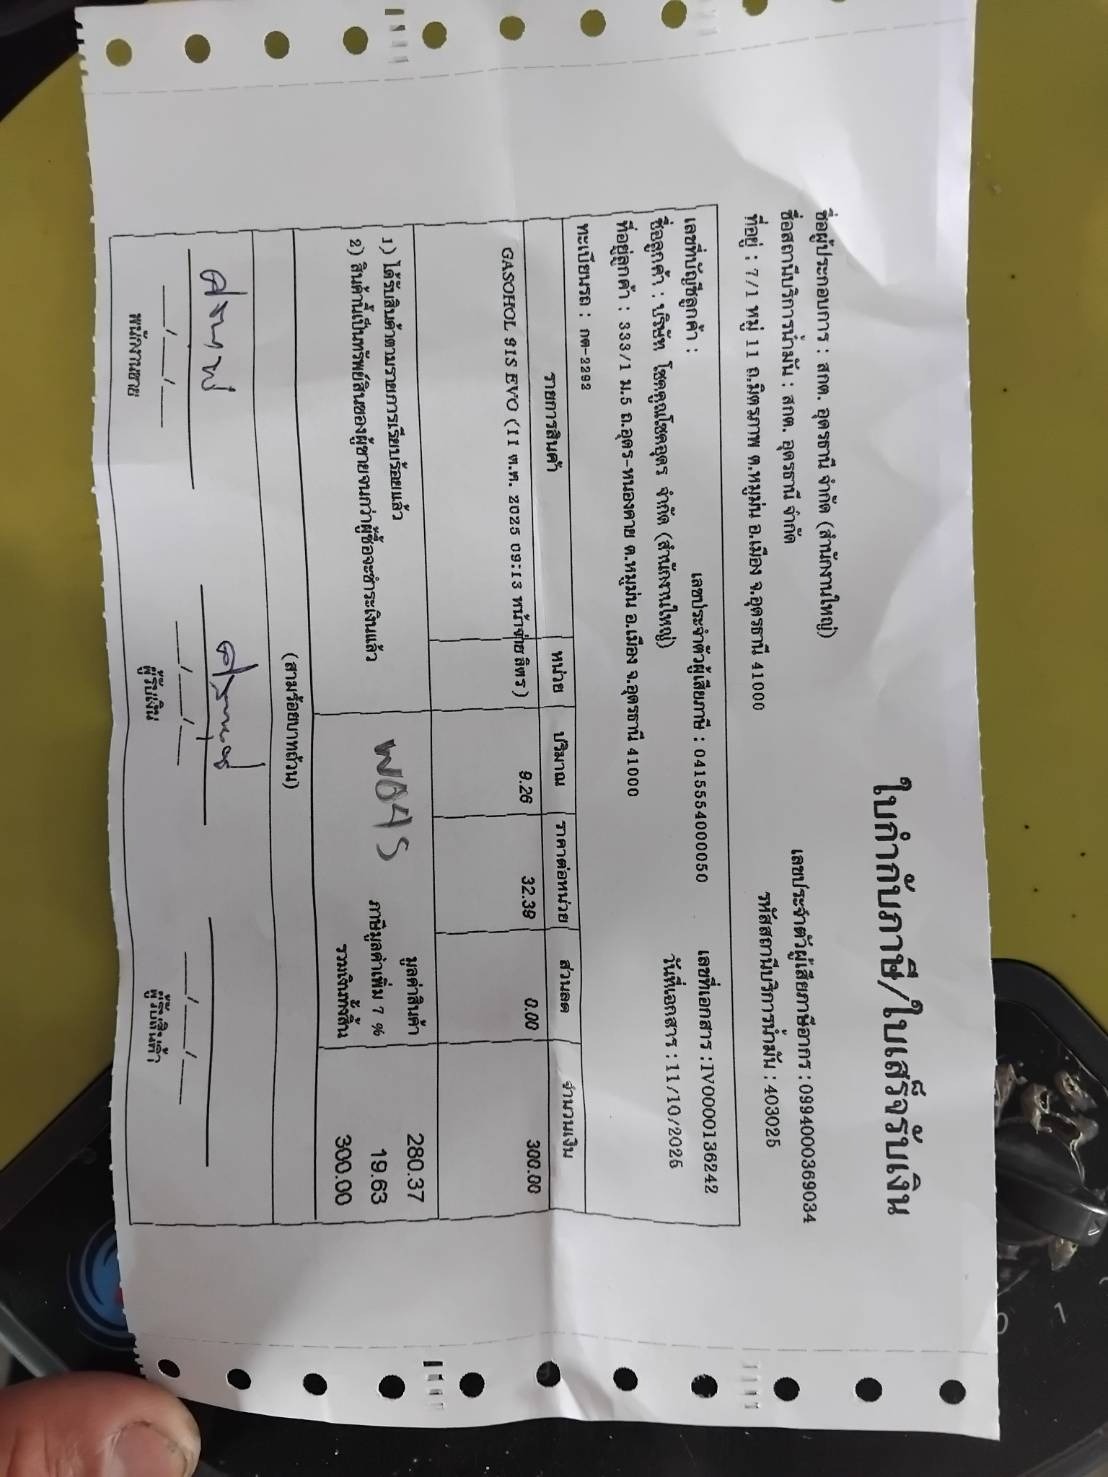 ใบกำกับภาษี/ใบเสร็จรับเงิน
ชื่อผู้ประกอบการ : สกต. อุดรธานี จำกัด (สำนักงานใหญ่) เลขประจำตัวผู้เสียภาษีอากร : 0994000369034
ชื่อสถานีบริการน้ำมัน : สกต. อุดรธานี จำกัด รหัสสถานีบริการน้ำมัน : 403025
ที่อยู่ : 7/1 หมู่ 11 ถ.มิตรภาพ ต.หมูม่น อ.เมือง จ.อุดรธานี 41000
เลขที่บัญชีลูกค้า : เลขประจำตัวผู้เสียภาษี : 0415554000050 เลขที่เอกสาร : IV0000136242
ชื่อลูกค้า : บริษัท โชคคูณโชคอุดร จำกัด (สำนักงานใหญ่) วันที่เอกสาร : 11/10/2025
ที่อยู่ลูกค้า : 333/1 ม.5 ถ.อุดร-หนองคาย ต.หมูม่น อ.เมือง จ.อุดรธานี 41000
ทะเบียนรถ : กต-2292
รายการสินค้า หน่วย ปริมาณ ราคาต่อหน่วย ส่วนลด จำนวนเงิน
GASOHOL 91S EVO (11 ต.ค. 2025 09:13 หน้าจ่าย ลิตร ) 9.26 32.38 0.00 300.00
1) ได้รับสินค้าตามรายการเรียบร้อยแล้ว มูลค่าสินค้า 280.37
2) สินค้านี้เป็นทรัพย์สินของผู้ขายจนกว่าผู้ซื้อจะชำระเงินแล้ว ภาษีมูลค่าเพิ่ม 7 % 19.63
รวมเงินทั้งสิ้น 300.00
(สามร้อยบาทถ้วน)
__/__/__ __/__/__ __/__/__
พนักงานขาย ผู้รับเงิน ผู้รับสินค้า